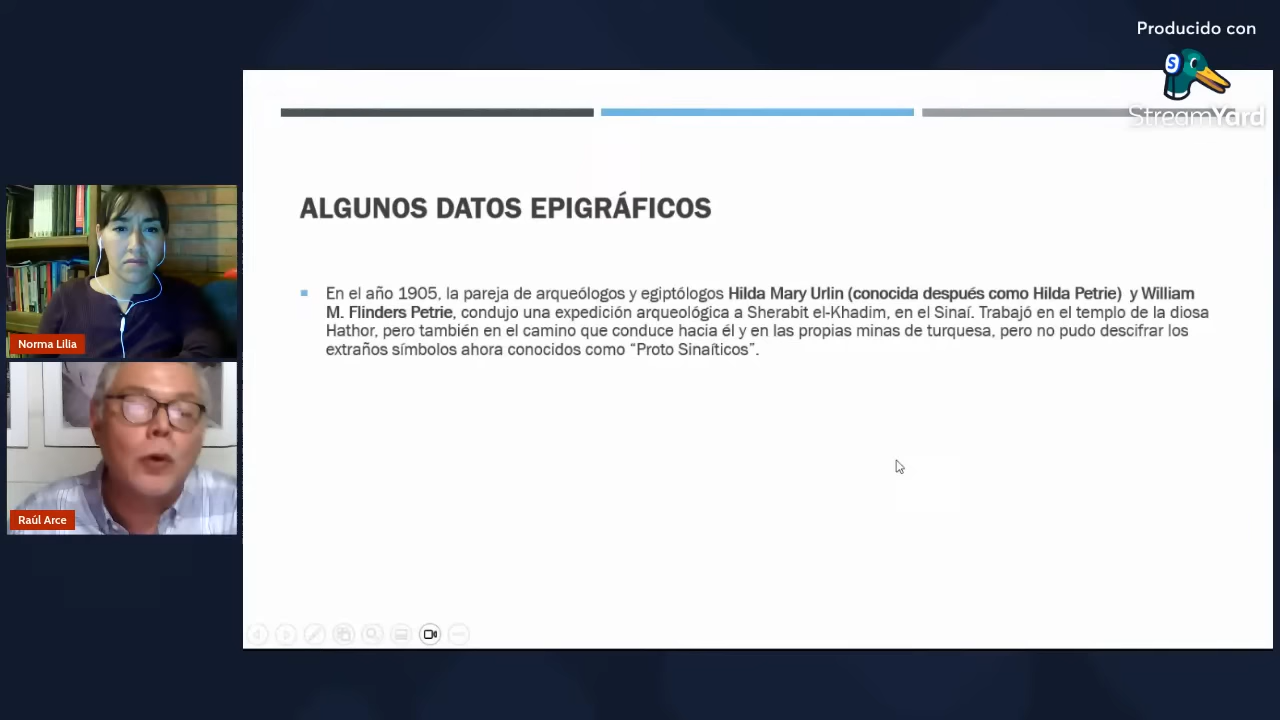 Producido con
StreamYard
ALGUNOS DATOS EPIGRÁFICOS
En el año 1905, la pareja de arqueólogos y egiptólogos Hilda Mary Urlin (conocida después como Hilda Petrie) y William
M. Flinders Petrie, condujo una expedición arqueológica a Sherabit el-Khadim, en el Sinaí. Trabajó en el templo de la diosa
Hathor, pero también en el camino que conduce hacia él y en las propias minas de turquesa, pero no pudo descifrar los
extraños símbolos ahora conocidos como “Proto Sinaíticos”.
Norma Lilia
Raúl Arce